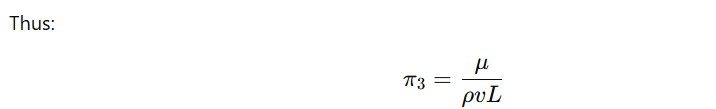 Thus:
π₃ = μ / ρvL